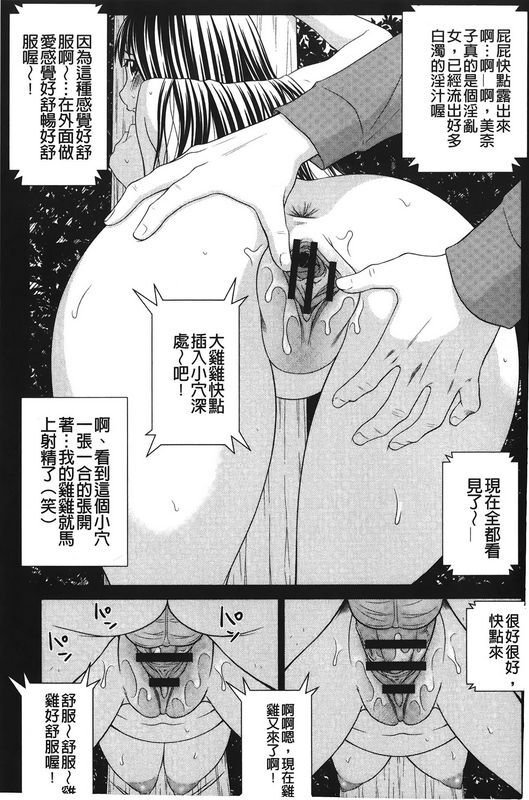 屁屁快點露出來
啊⋯啊—啊，美奈
子真的是個淫亂
女，已經流出好多
白濁的淫汁喔
因為這種感覺好舒
服啊～⋯在外面做
愛感覺好舒暢好舒
服喔～！
大雞雞快點
插入小穴深
處～吧！
現在全都看
見了～—
啊、看到這個小穴
一張一合的張開
著⋯我的雞雞就馬
上射精了（笑）
很好很好，
快點來
啊啊嗯，現在雞
雞又來了啊！
パン
パン
舒服～舒服～雞
雞好舒服喔！